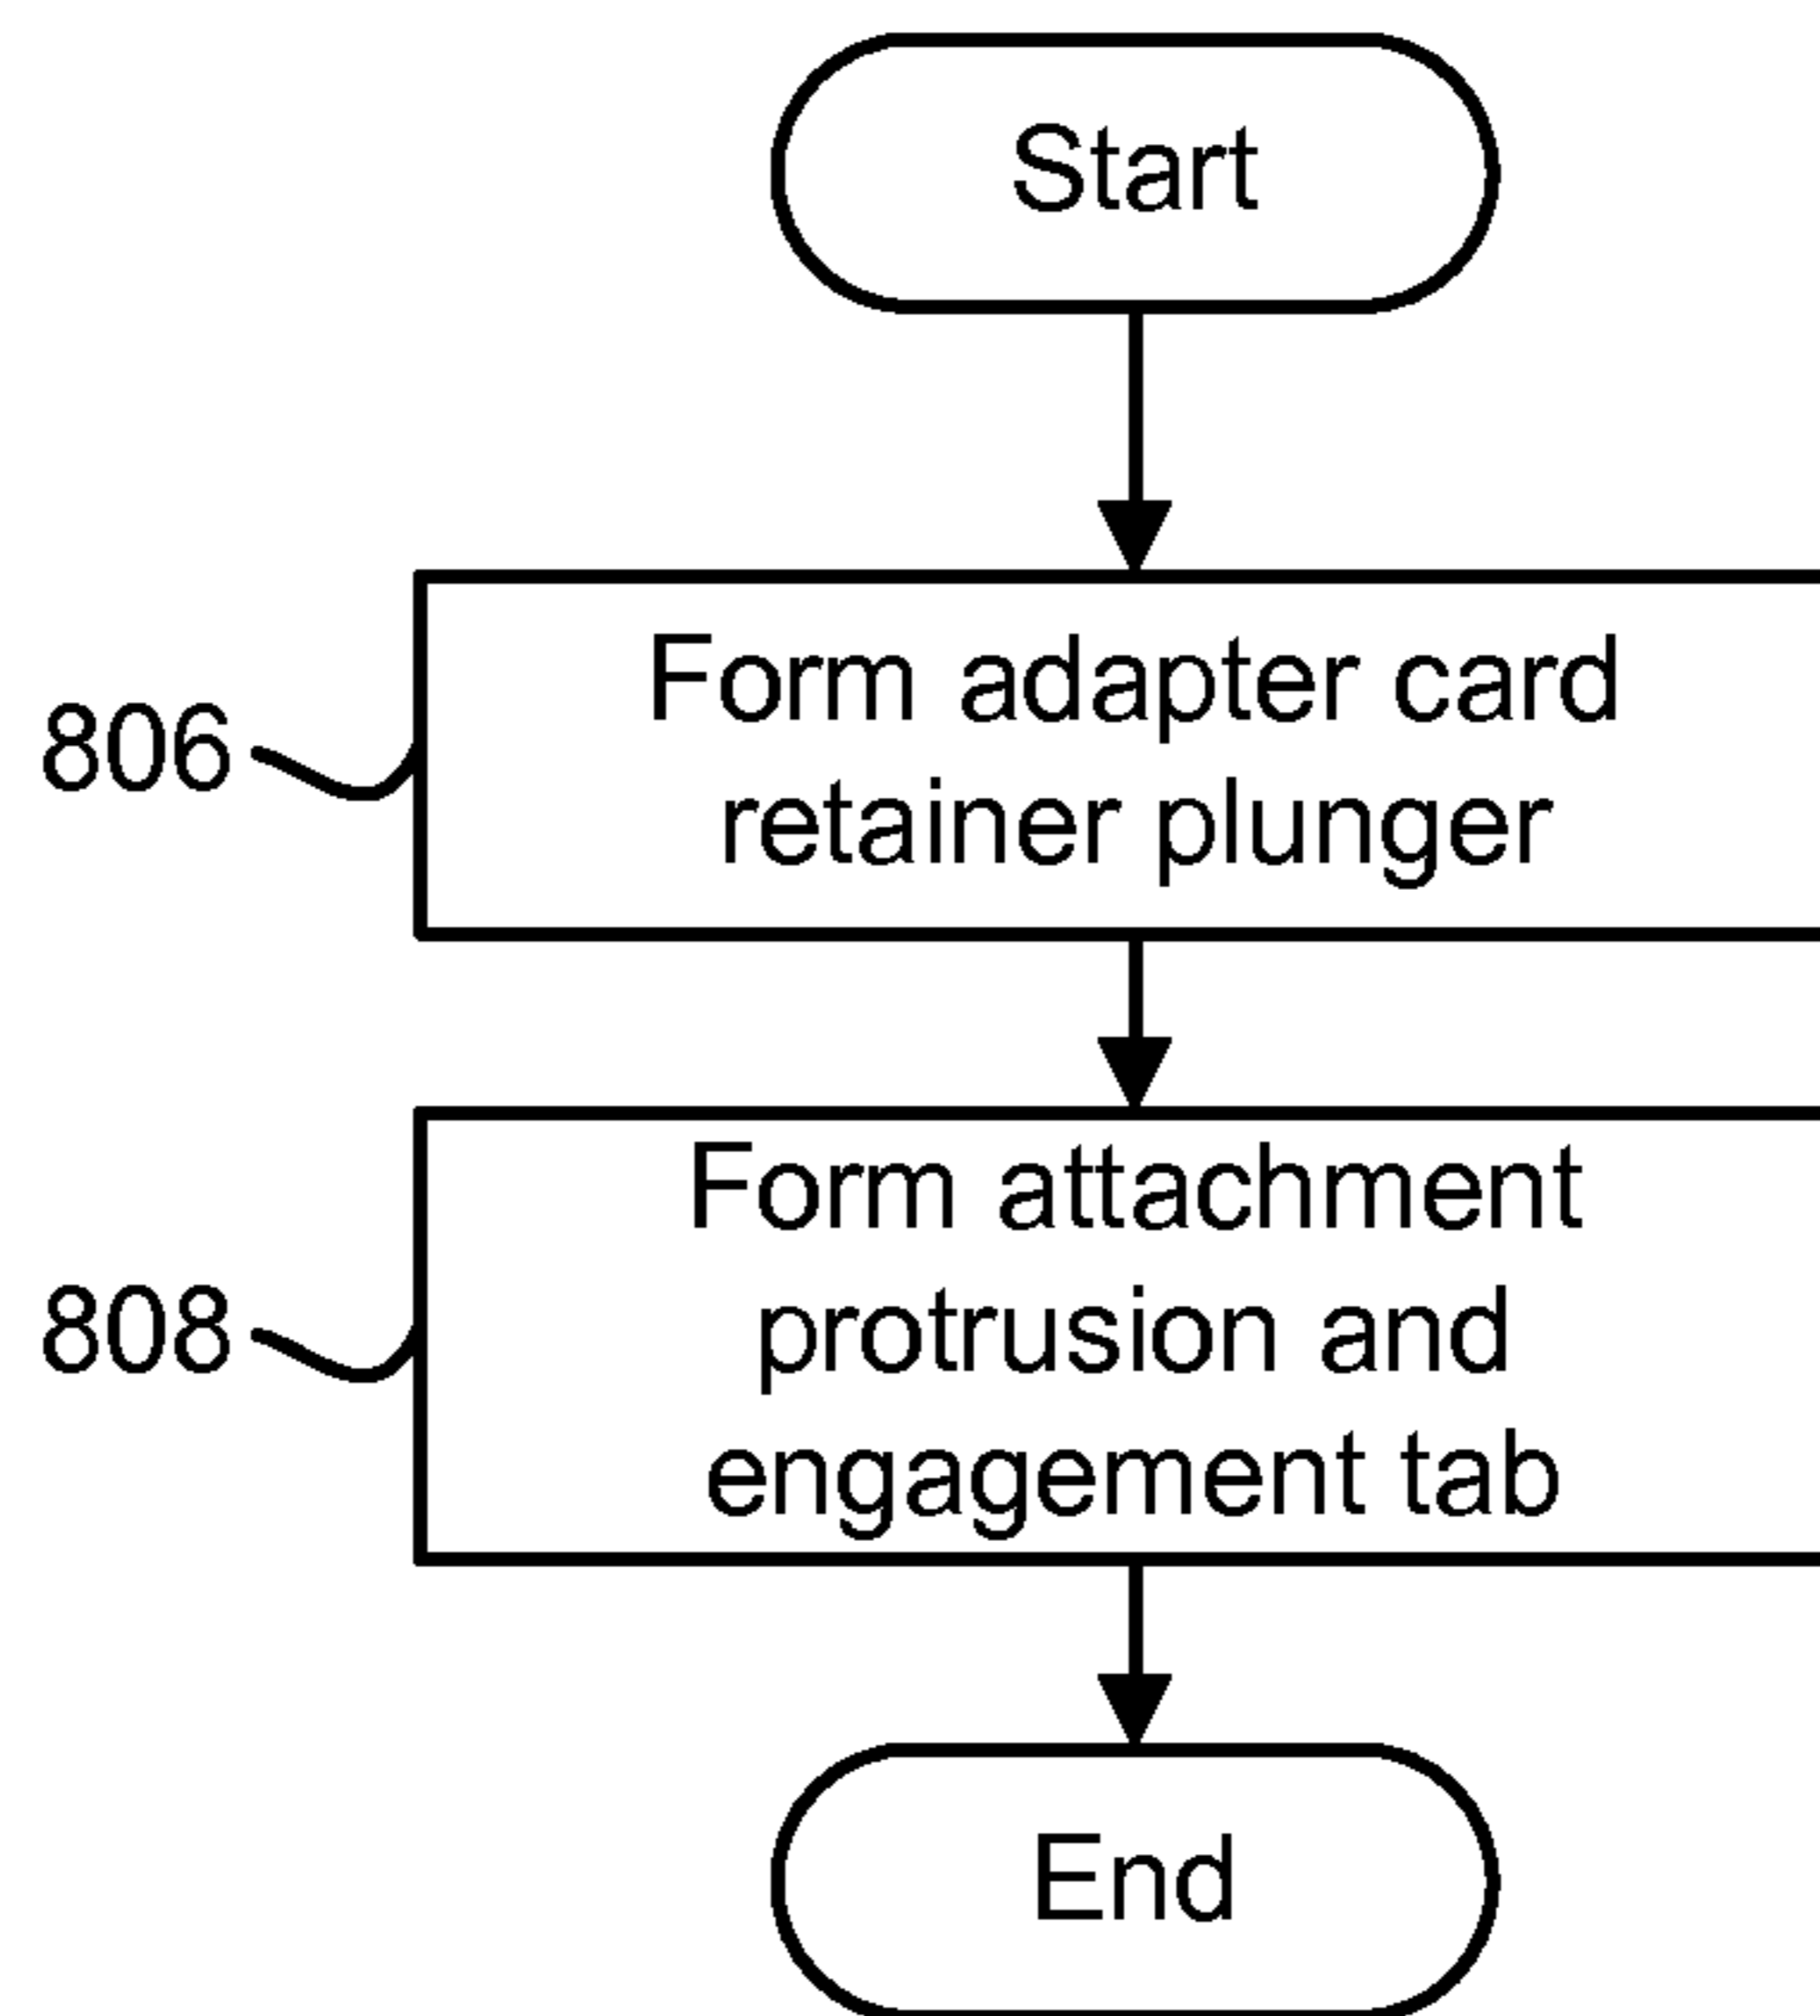 Start
Form adapter card
retainer plunger
806
Form attachment
protrusion and
engagement tab
808
End